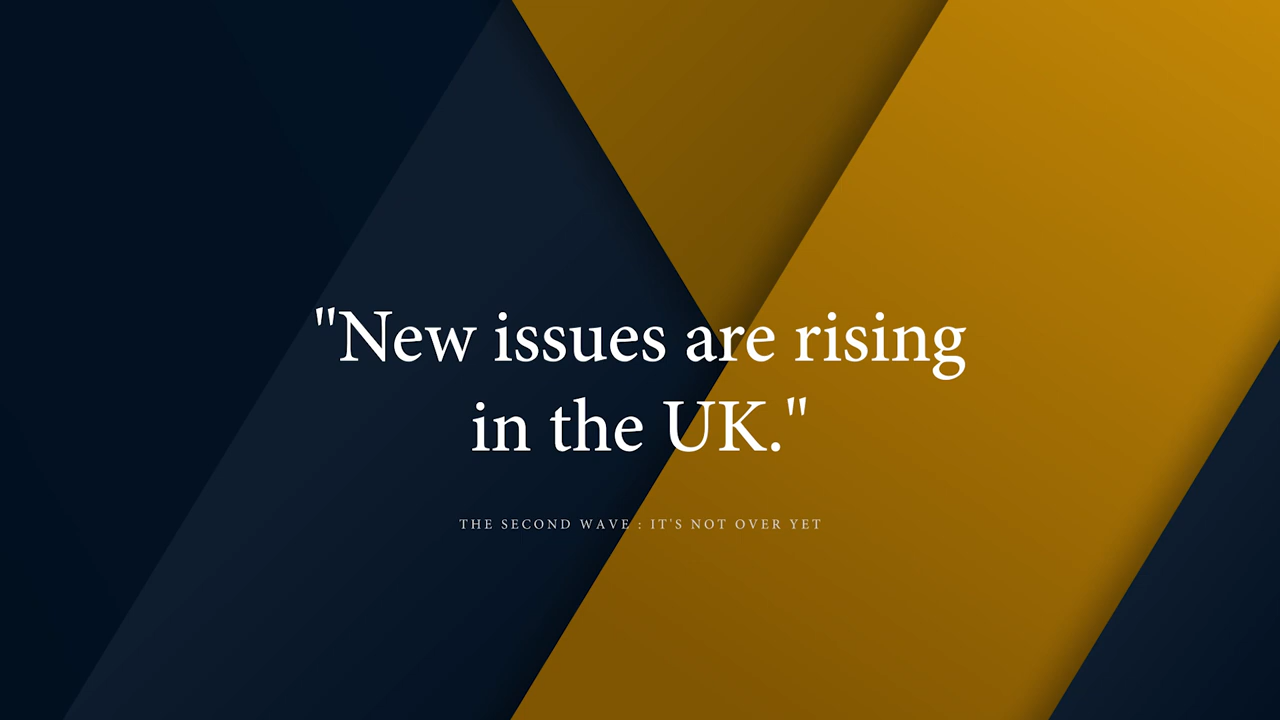 "New issues are rising
in the UK."
THE SECOND WAVE : IT'S NOT OVER YET